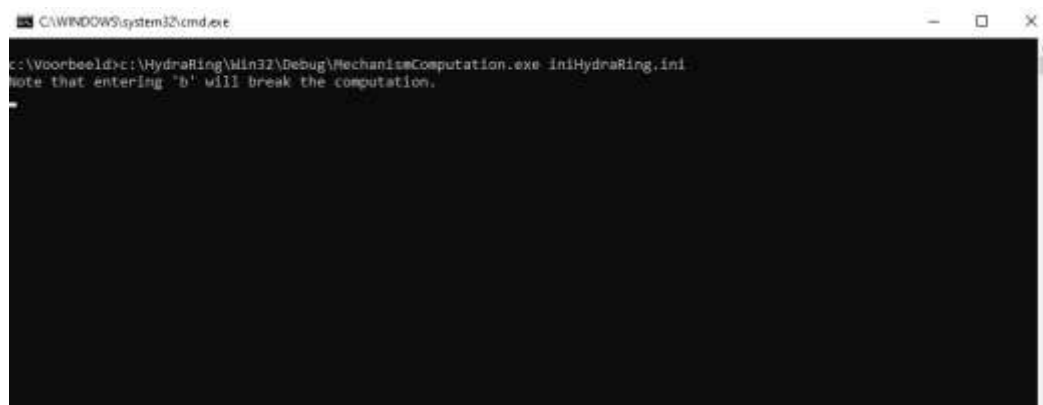 C:\WINDOWS\system32\cmd.exe
c:\Voorbeeld>c:\HydraRing\Win32\Debug\MechanismComputation.exe iniHydraRing.ini
Note that entering 'b' will break the computation.